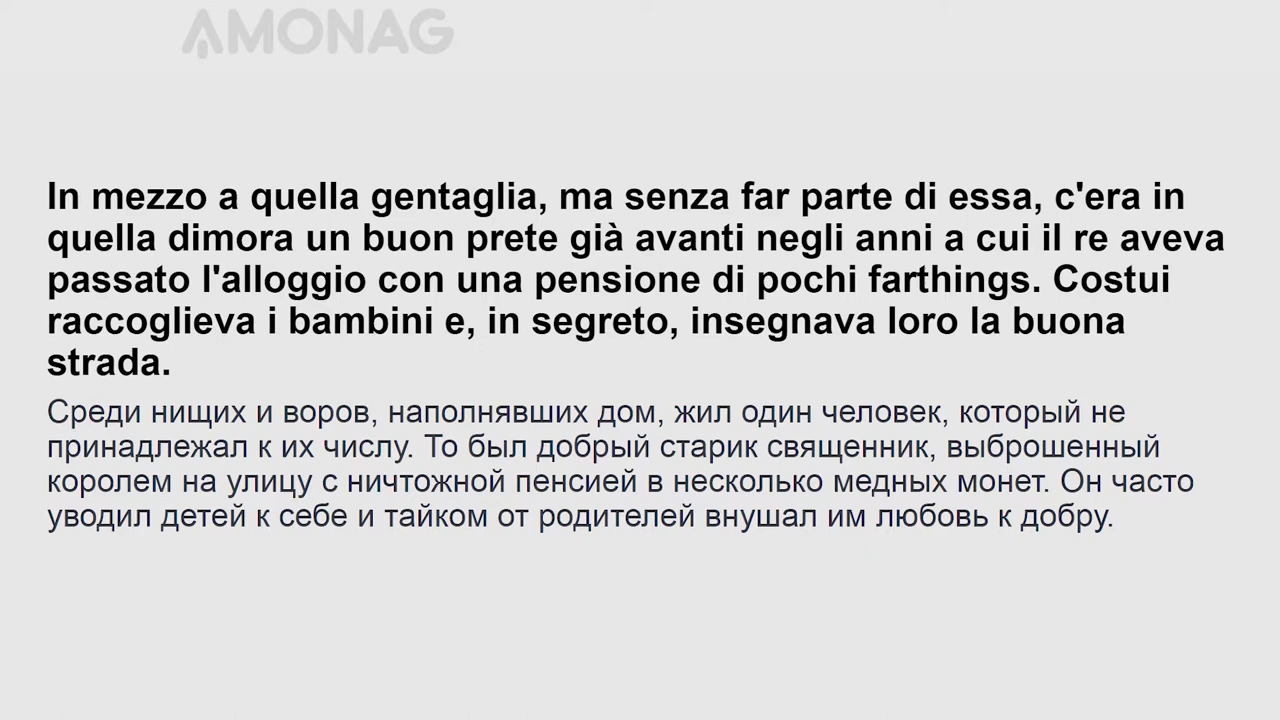 AMONAG
In mezzo a quella gentaglia, ma senza far parte di essa, c'era in
quella dimora un buon prete già avanti negli anni a cui il re aveva
passato l'alloggio con una pensione di pochi farthings. Costui
raccoglieva i bambini e, in segreto, insegnava loro la buona
strada.
Среди нищих и воров, наполнявших дом, жил один человек, который не
принадлежал к их числу. То был добрый старик священник, выброшенный
королем на улицу с ничтожной пенсией в несколько медных монет. Он часто
уводил детей к себе и тайком от родителей внушал им любовь к добру.